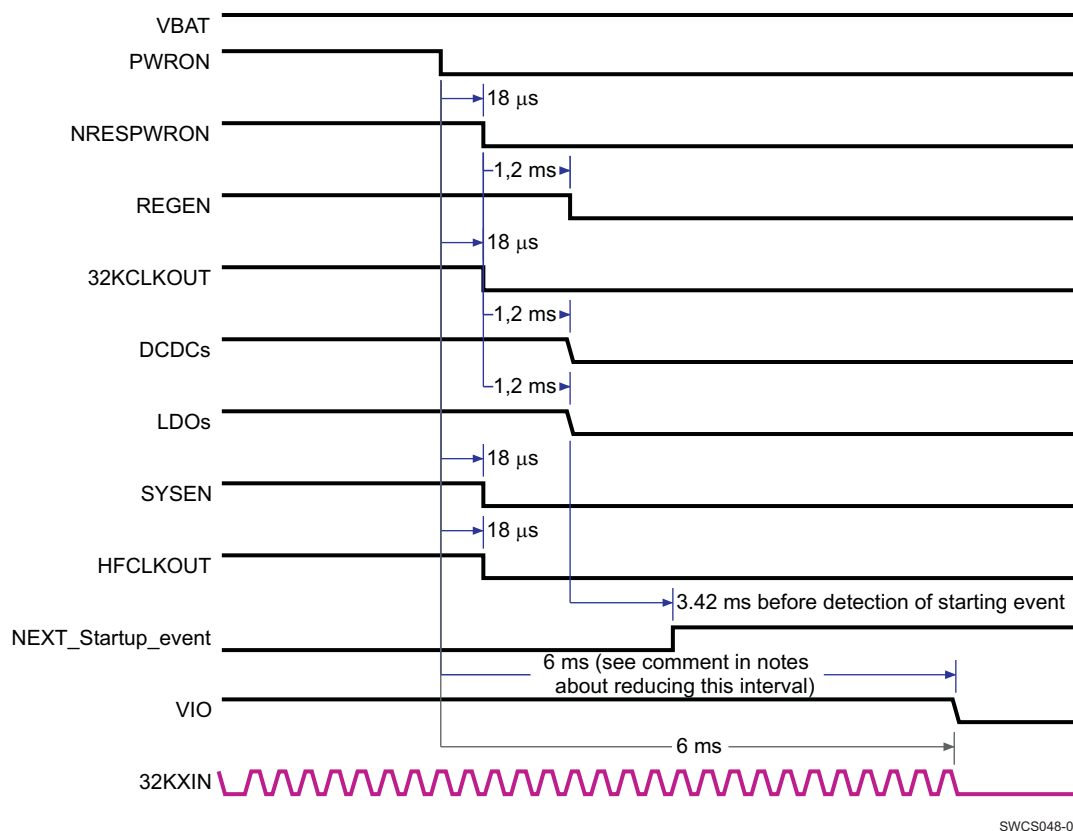 VBAT
PWRON
18 μs
NRESPWRON
1,2 ms
REGEN
18 μs
32KCLKOUT
1,2 ms
DCDCs
1,2 ms
LDOs
18 μs
SYSEN
18 μs
HFCLKOUT
3.42 ms before detection of starting event
NEXT_Startup_event
6 ms (see comment in notes
about reducing this interval)
VIO
6 ms
32KXIN
SWCS048-0